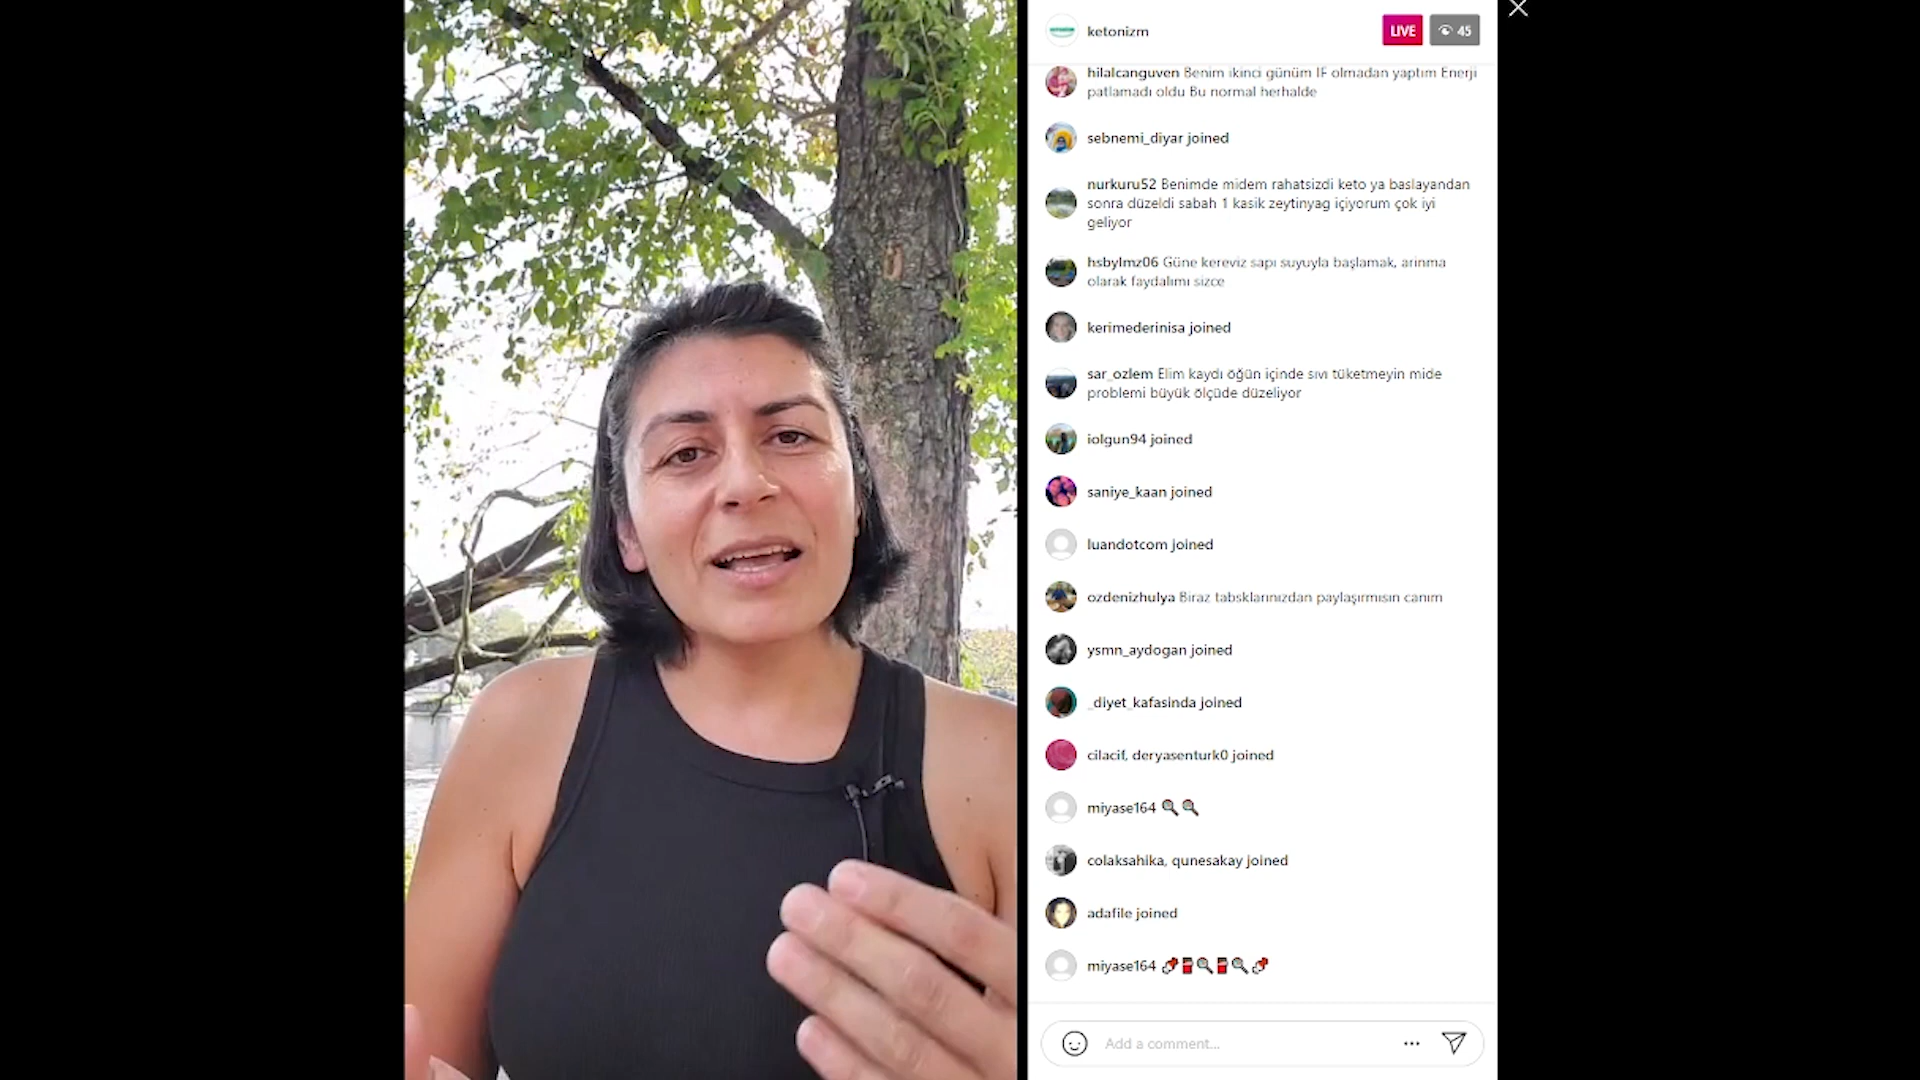 ketonizm
LIVE
45
hilalcanguven Benim ikinci günüm IF olmadan yaptım Enerji
patlamadı oldu Bu normal herhalde
sebnemi_diyar joined
nurkuru52 Benimde midem rahatsizdi keto ya baslayandan
sonra düzeldi sabah 1 kasik zeytinyag içiyorum çok iyi
geliyor
hsbylmz06 Güne kereviz sapı suyuyla başlamak, arınma
olarak faydalımı sizce
kerimederinisa joined
sar_ozlem Elim kaydı öğün içinde sıvı tüketmeyin mide
problemi büyük ölçüde düzeliyor
iolgun94 joined
saniye_kaan joined
luandotcom joined
ozdenizhulya Biraz tabsklarınızdan paylaşırmısın canım
ysmn_aydogan joined
_diyet_kafasinda joined
cilacif, deryasenturk0 joined
miyase164
colaksahika, qunesakay joined
adafile joined
miyase164
Add a comment...